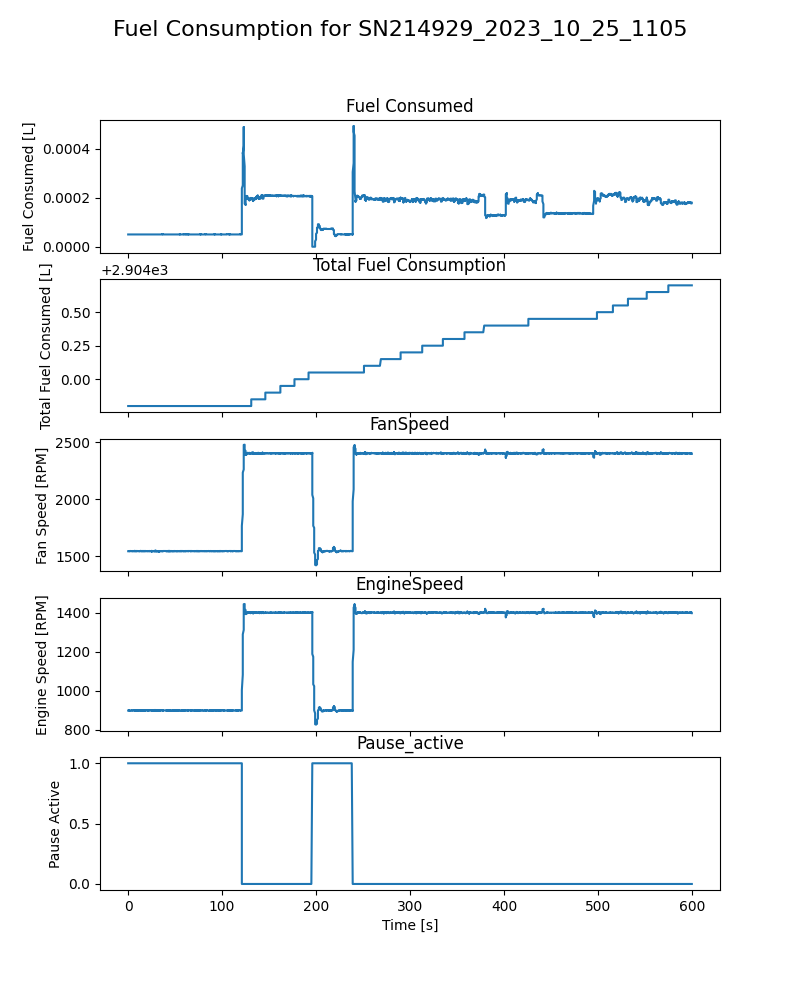 Fuel Consumption for SN214929_2023_10_25_1105
Fuel Consumed
Fuel Consumed [L]
0.0004
0.0002
0.0000
+2.904e3
Total Fuel Consumption
Total Fuel Consumed [L]
0.50
0.25
0.00
FanSpeed
Fan Speed [RPM]
2500
2000
1500
EngineSpeed
Engine Speed [RPM]
1400
1200
1000
800
Pause_active
Pause Active
1.0
0.5
0.0
0 100 200 300 400 500 600
Time [s]